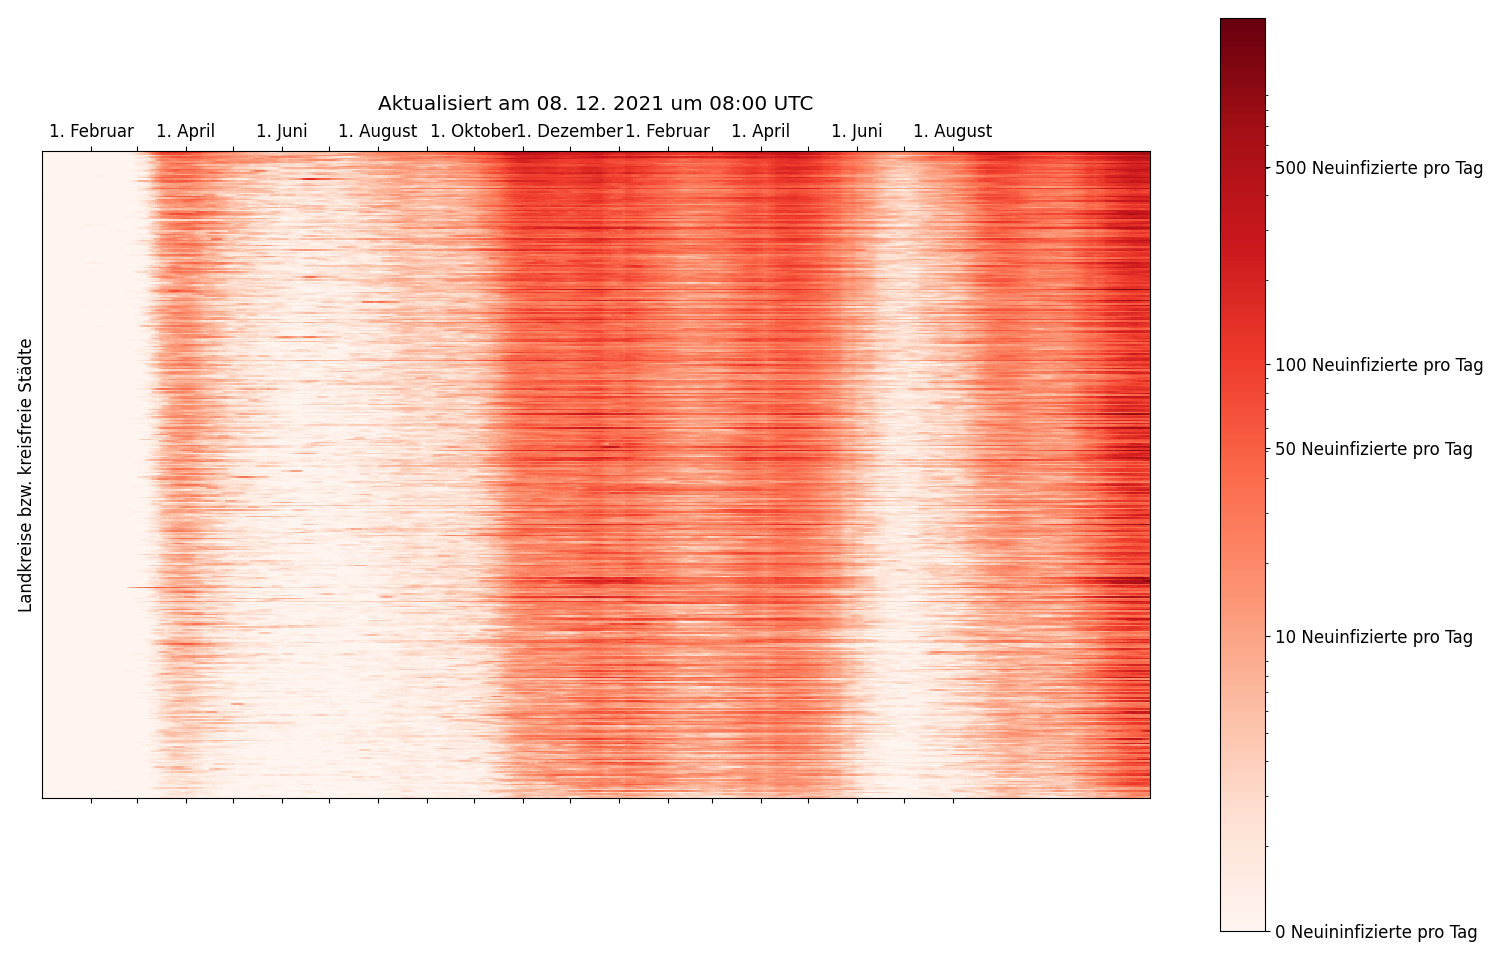 Aktualisiert am 08. 12. 2021 um 08:00 UTC
1. Februar 1. April 1. Juni 1. August 1. Oktober 1. Dezember 1. Februar 1. April 1. Juni 1. August
Landkreise bzw. kreisfreie Städte
500 Neuinfizierte pro Tag
100 Neuinfizierte pro Tag
50 Neuinfizierte pro Tag
10 Neuinfizierte pro Tag
0 Neuininfizierte pro Tag